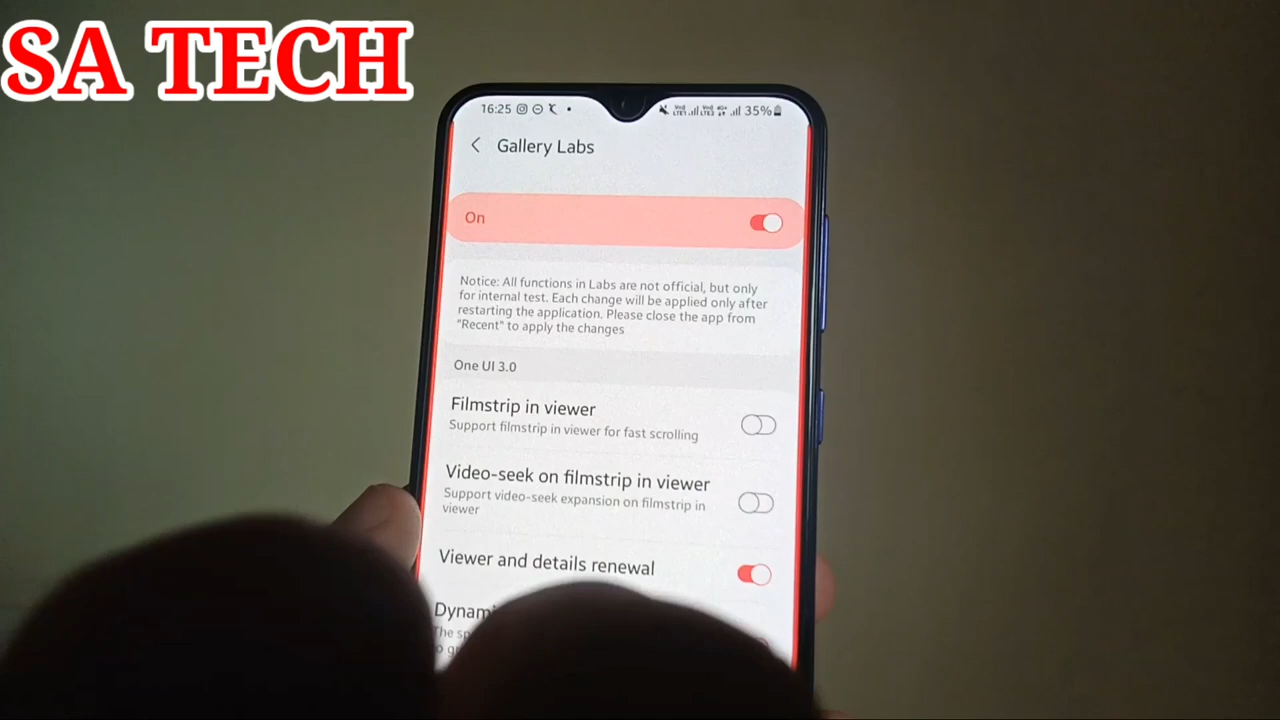 SA TECH
16:25 35%
Gallery Labs
On
Notice: All functions in Labs are not official, but only
for internal test. Each change will be applied only after
restarting the application. Please close the app from
"Recent" to apply the changes
One UI 3.0
Filmstrip in viewer
Support filmstrip in viewer for fast scrolling
Video-seek on filmstrip in viewer
Support video-seek expansion on filmstrip in
viewer
Viewer and details renewal
The